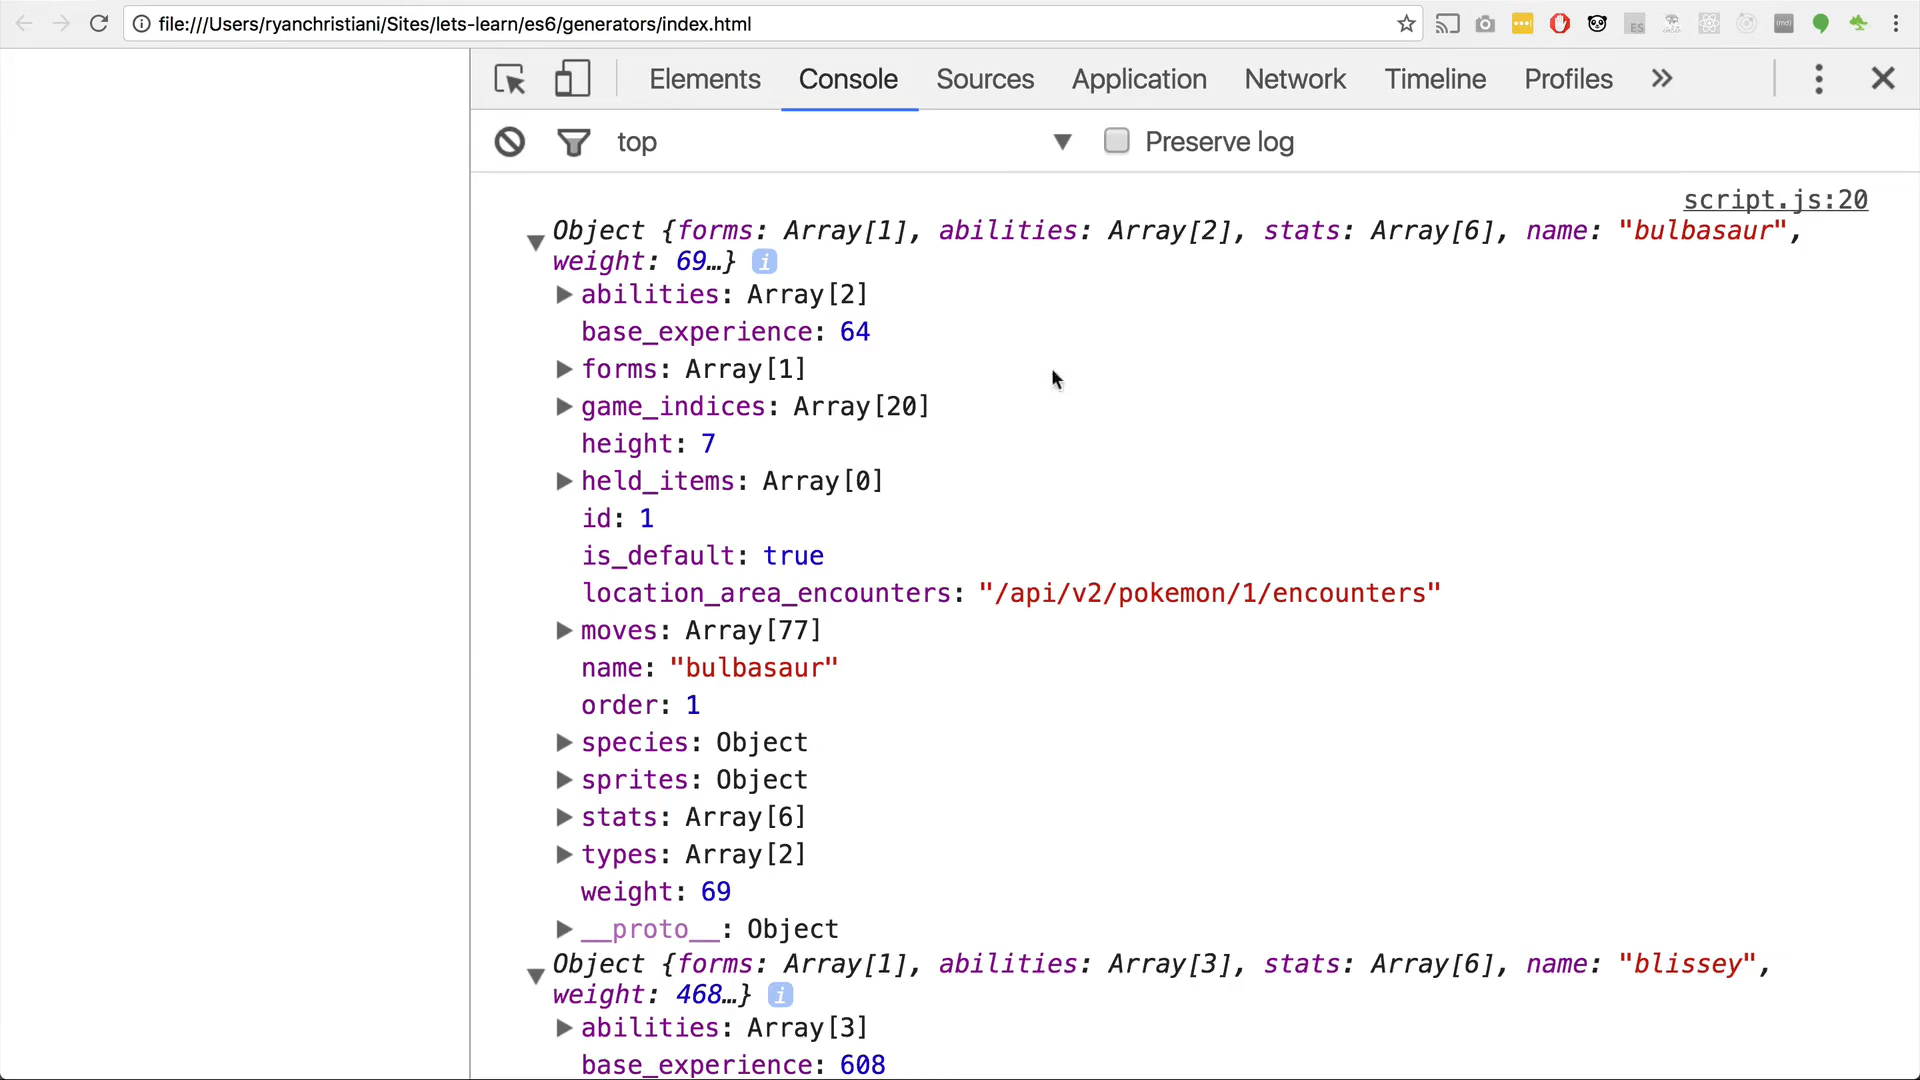 file:///Users/ryanchristiani/Sites/lets-learn/es6/generators/index.html
Elements Console Sources Application Network Timeline Profiles
top Preserve log
script.js:20
Object {forms: Array[1], abilities: Array[2], stats: Array[6], name: "bulbasaur",
weight: 69…} i
abilities: Array[2]
base_experience: 64
forms: Array[1]
game_indices: Array[20]
height: 7
held_items: Array[0]
id: 1
is_default: true
location_area_encounters: "/api/v2/pokemon/1/encounters"
moves: Array[77]
name: "bulbasaur"
order: 1
species: Object
sprites: Object
stats: Array[6]
types: Array[2]
weight: 69
__proto__: Object
Object {forms: Array[1], abilities: Array[3], stats: Array[6], name: "blissey",
weight: 468…} i
abilities: Array[3]
base_experience: 608